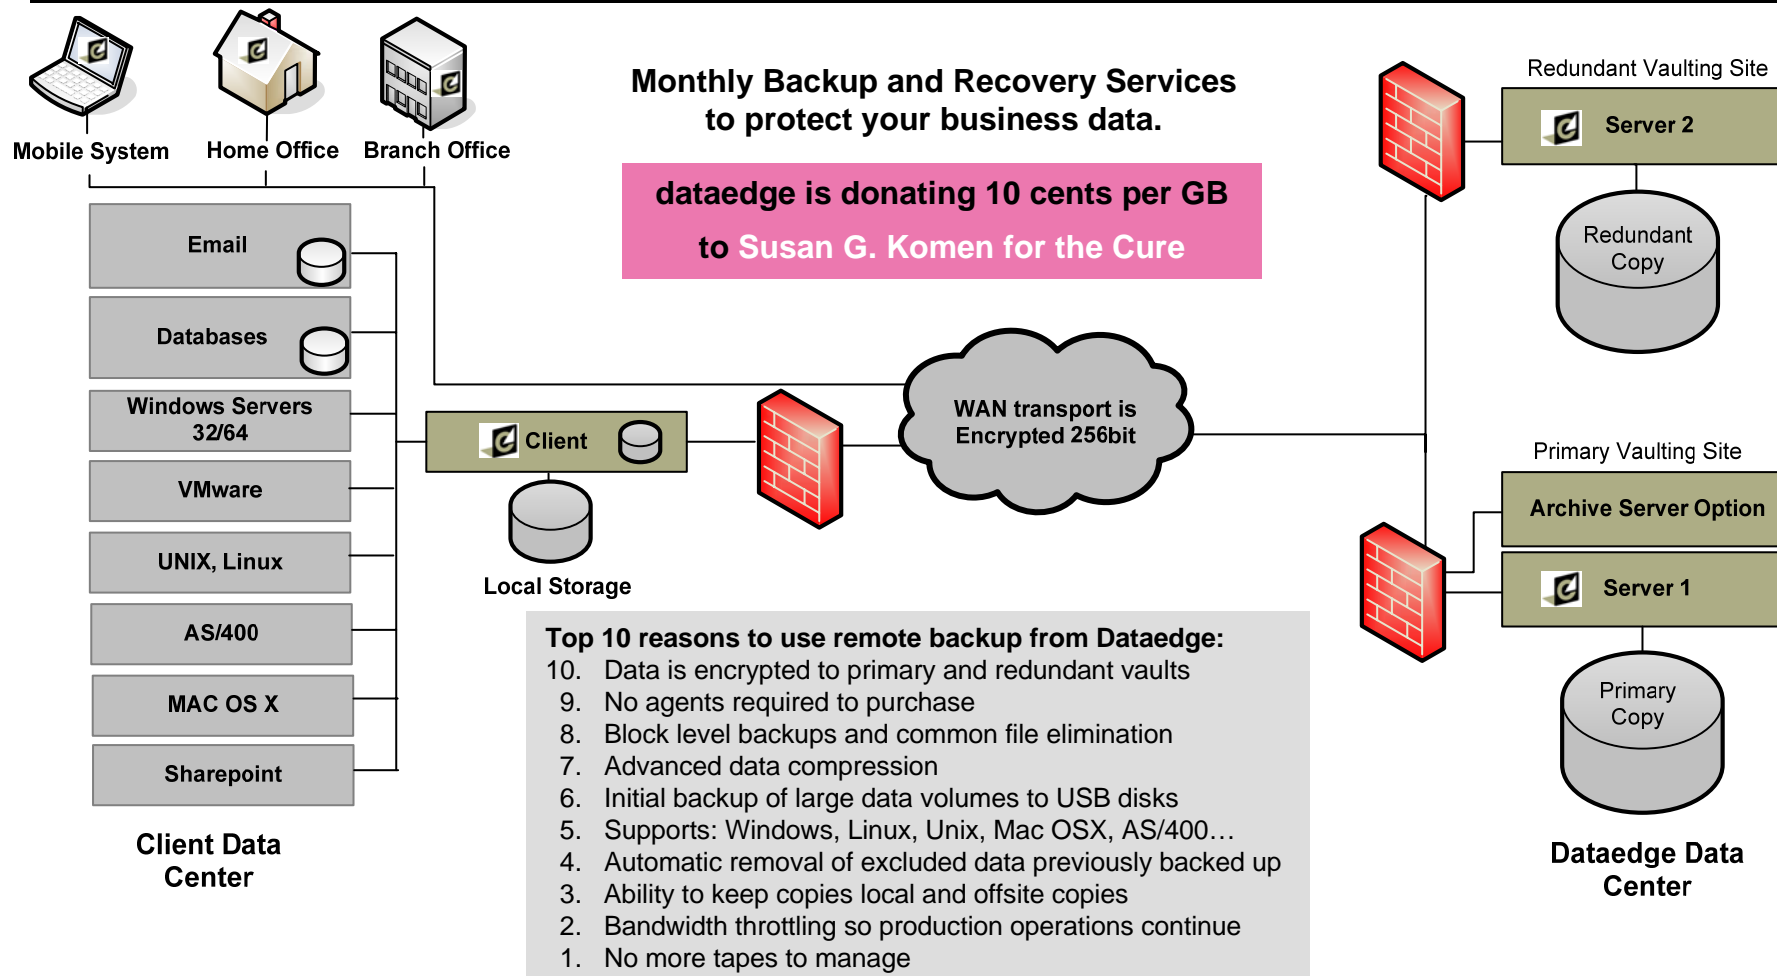 Mobile System
Home Office
Branch Office
Monthly Backup and Recovery Services
to protect your business data.
dataedge is donating 10 cents per GB
to Susan G. Komen for the Cure
Redundant Vaulting Site
Server 2
Redundant
Copy
Email
Databases
Windows Servers
32/64
VMware
UNIX, Linux
AS/400
MAC OS X
Sharepoint
Client Data
Center
Client
Local Storage
WAN transport is
Encrypted 256bit
Primary Vaulting Site
Archive Server Option
Server 1
Primary
Copy
Dataedge Data
Center
Top 10 reasons to use remote backup from Dataedge:
10. Data is encrypted to primary and redundant vaults
9. No agents required to purchase
8. Block level backups and common file elimination
7. Advanced data compression
6. Initial backup of large data volumes to USB disks
5. Supports: Windows, Linux, Unix, Mac OSX, AS/400…
4. Automatic removal of excluded data previously backed up
3. Ability to keep copies local and offsite copies
2. Bandwidth throttling so production operations continue
1. No more tapes to manage